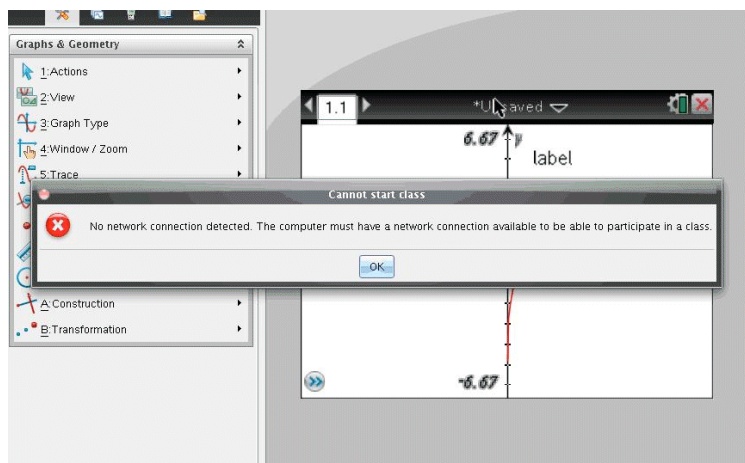 Graphs & Geometry
1:Actions
2:View
3:Graph Type
4:Window / Zoom
5:Trace
A:Construction
B:Transformation
1.1
*Unsaved
6.67
y
label
Cannot start class
No network connection detected. The computer must have a network connection available to be able to participate in a class.
OK
-6.67